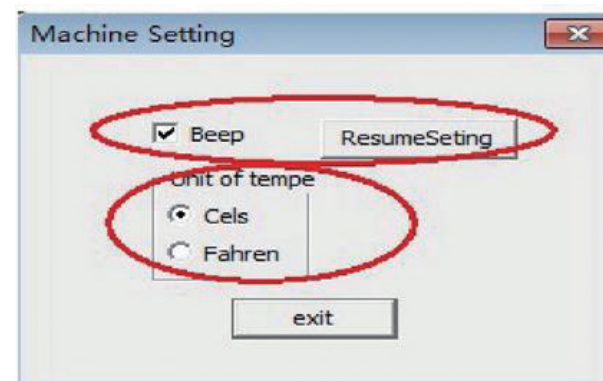 Machine Setting
Beep
ResumeSeting
Unit of tempe
Cels
Fahren
exit